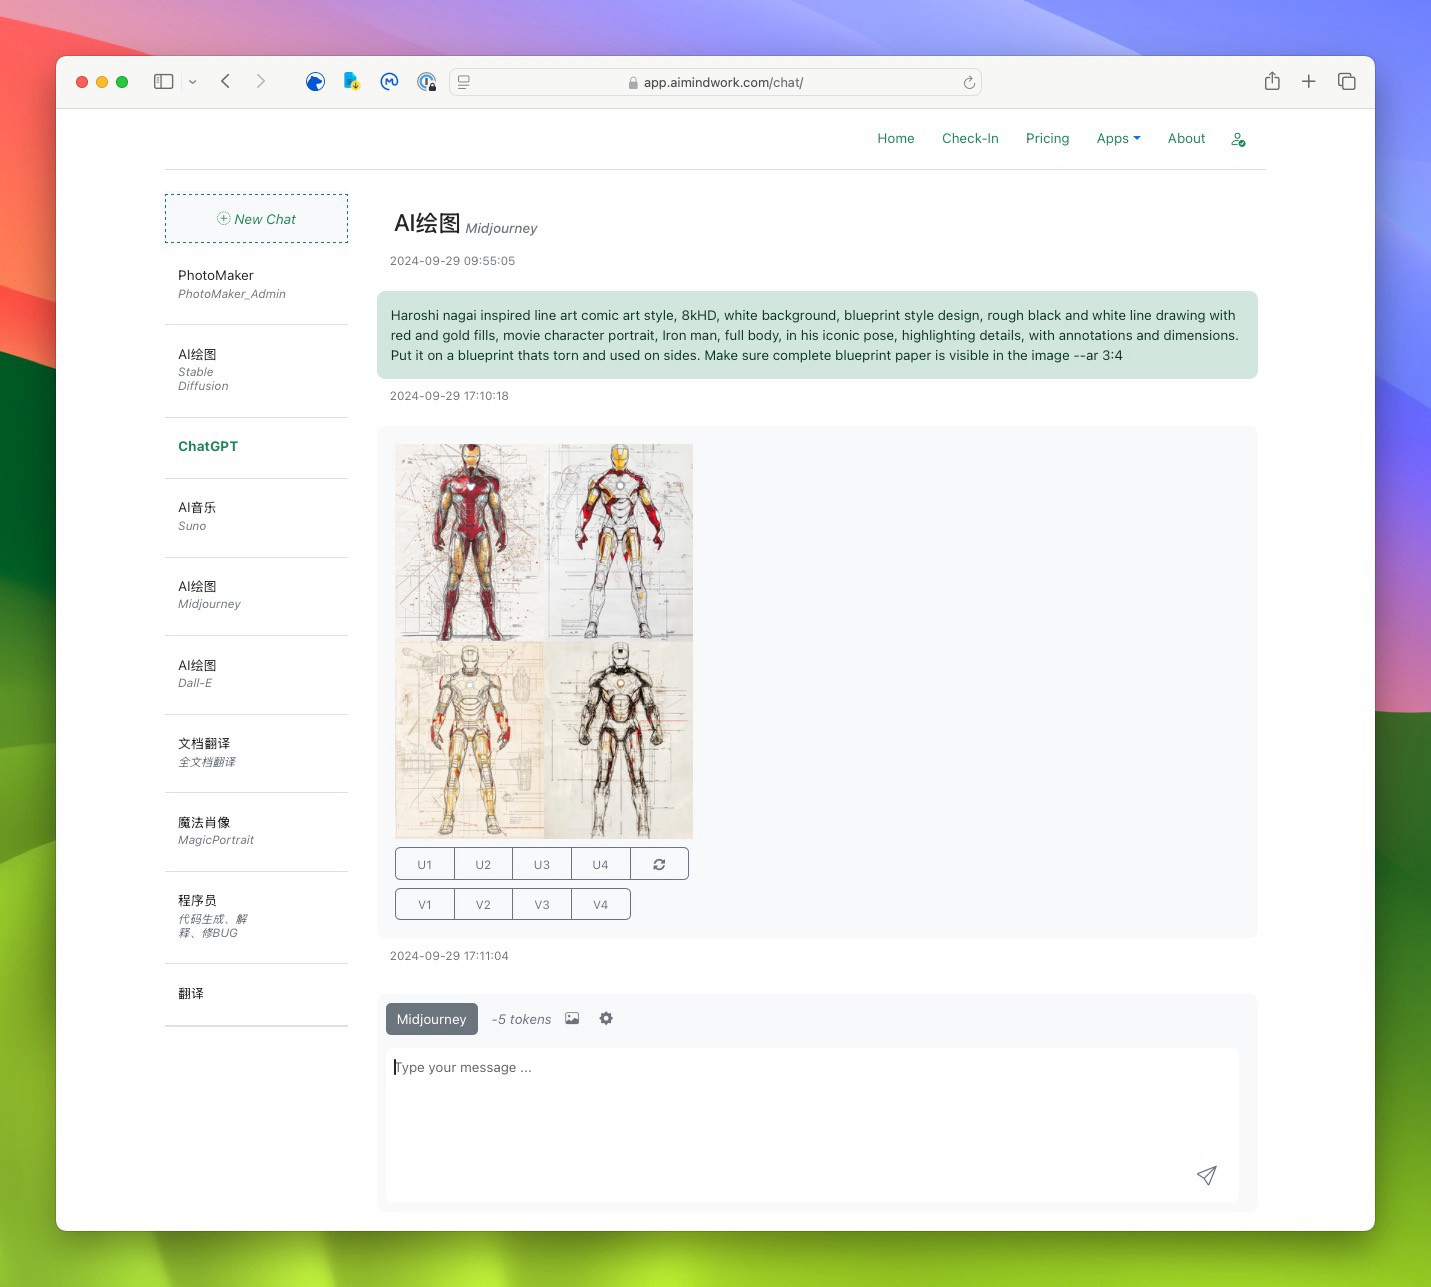 app.aimindwork.com/chat/
Home Check-In Pricing Apps About
New Chat
PhotoMaker
PhotoMaker_Admin
AI绘图
Stable
Diffusion
ChatGPT
AI音乐
Suno
AI绘图
Midjourney
AI绘图
Dall-E
文档翻译
全文档翻译
魔法肖像
MagicPortrait
程序员
代码生成、解
释、修BUG
翻译
AI绘图 Midjourney
2024-09-29 09:55:05
Haroshi nagai inspired line art comic art style, 8kHD, white background, blueprint style design, rough black and white line drawing with
red and gold fills, movie character portrait, Iron man, full body, in his iconic pose, highlighting details, with annotations and dimensions.
Put it on a blueprint thats torn and used on sides. Make sure complete blueprint paper is visible in the image --ar 3:4
2024-09-29 17:10:18
U1 U2 U3 U4
V1 V2 V3 V4
2024-09-29 17:11:04
Midjourney -5 tokens
Type your message ...